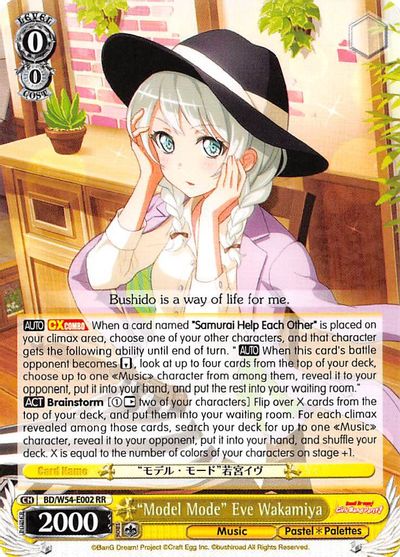 LEVEL
0
0
COST
Bushido is a way of life for me.
AUTO CXCOMBO When a card named "Samurai Help Each Other" is placed on
your climax area, choose one of your other characters, and that character
gets the following ability until end of turn. " AUTO When this card's battle
opponent becomes [ ], look at up to four cards from the top of your deck,
choose up to one «Music» character from among them, reveal it to your
opponent, put it into your hand, and put the rest into your waiting room."
ACT Brainstorm [① ] two of your characters] Flip over X cards from the
top of your deck, and put them into your waiting room. For each climax
revealed among those cards, search your deck for up to one «Music»
character, reveal it to your opponent, put it into your hand, and shuffle your
deck. X is equal to the number of colors on your characters on stage +1.
Card Name
"モデル・モード"若宮イヴ
CH
BD/W54-E002 RR
"Model Mode" Eve Wakamiya
POWER
2000
Music
Pastel＊Palettes
©BanG Dream! Project ©Craft Egg Inc. ©bushiroad All Rights Reserved.